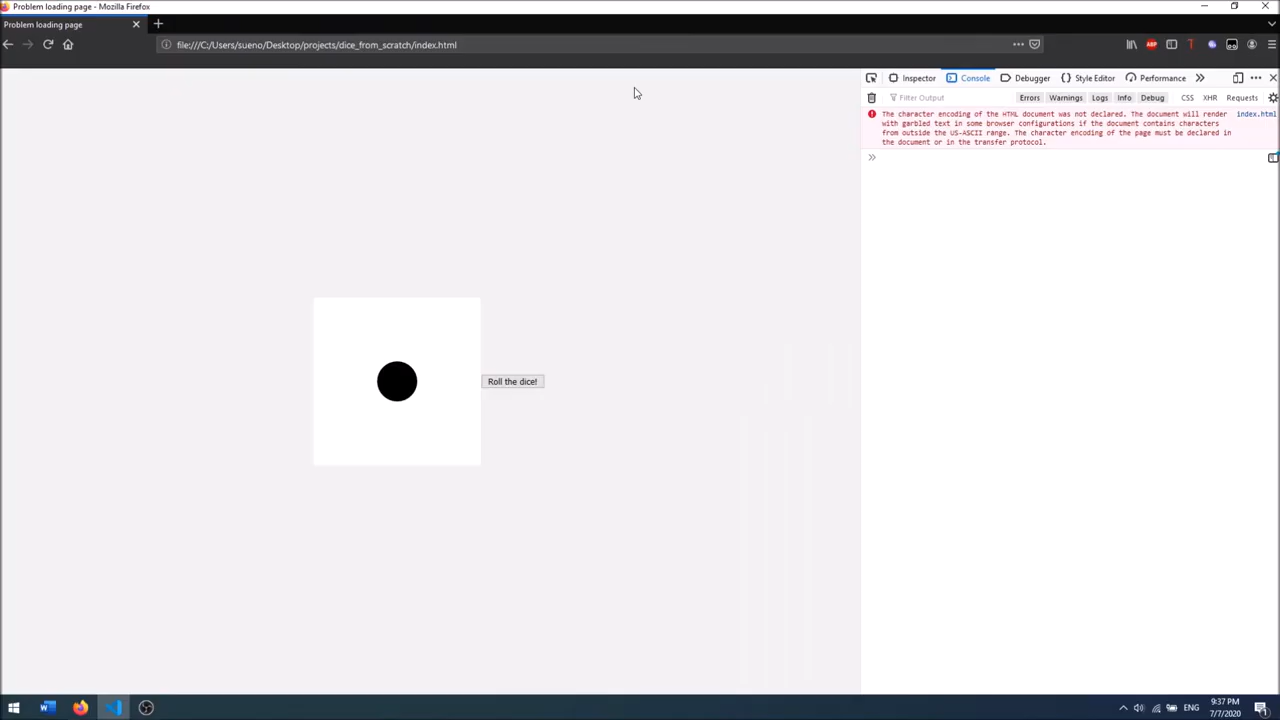 Problem loading page - Mozilla Firefox
Problem loading page
file:///C:/Users/sueno/Desktop/projects/dice_from_scratch/index.html
ABP
Inspector Console Debugger Style Editor Performance
Filter Output Errors Warnings Logs Info Debug CSS XHR Requests
The character encoding of the HTML document was not declared. The document will render index.html
with garbled text in some browser configurations if the document contains characters
from outside the US-ASCII range. The character encoding of the page must be declared in
the document or in the transfer protocol.
Roll the dice!
ENG
9:37 PM
7/7/2020